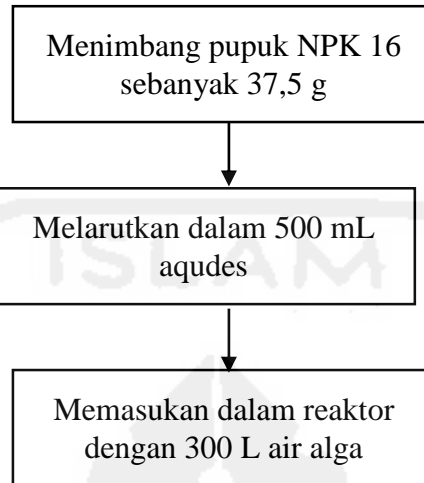 Menimbang pupuk NPK 16
sebanyak 37,5 g
Melarutkan dalam 500 mL
aqudes
ISLAM
Memasukan dalam reaktor
dengan 300 L air alga